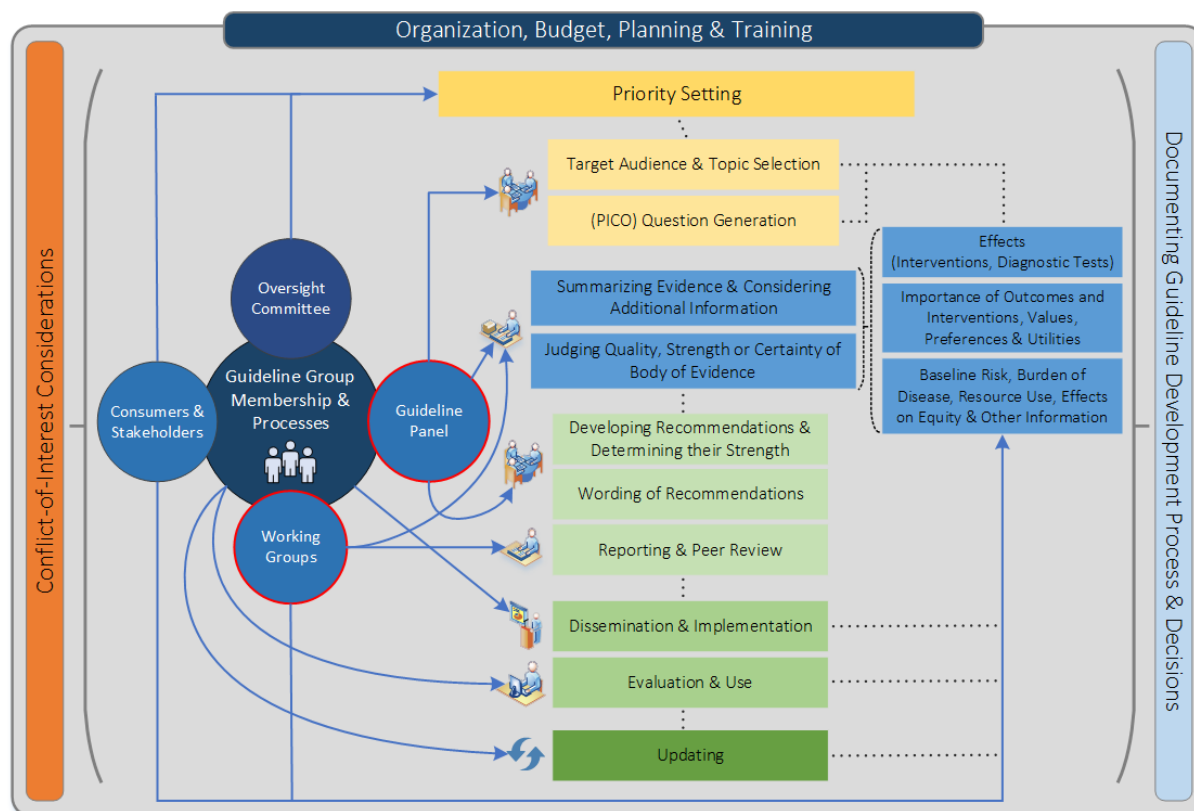 Organization, Budget, Planning & Training
Conflict-of-Interest Considerations
Documenting Guideline Development Process & Decisions
Priority Setting
Target Audience & Topic Selection
(PICO) Question Generation
Effects
(Interventions, Diagnostic Tests)
Importance of Outcomes and
Interventions, Values,
Preferences & Utilities
Baseline Risk, Burden of
Disease, Resource Use, Effects
on Equity & Other Information
Summarizing Evidence & Considering
Additional Information
Judging Quality, Strength or Certainty of
Body of Evidence
Oversight
Committee
Guideline Group
Membership &
Processes
Consumers &
Stakeholders
Guideline
Panel
Working
Groups
Developing Recommendations &
Determining their Strength
Wording of Recommendations
Reporting & Peer Review
Dissemination & Implementation
Evaluation & Use
Updating